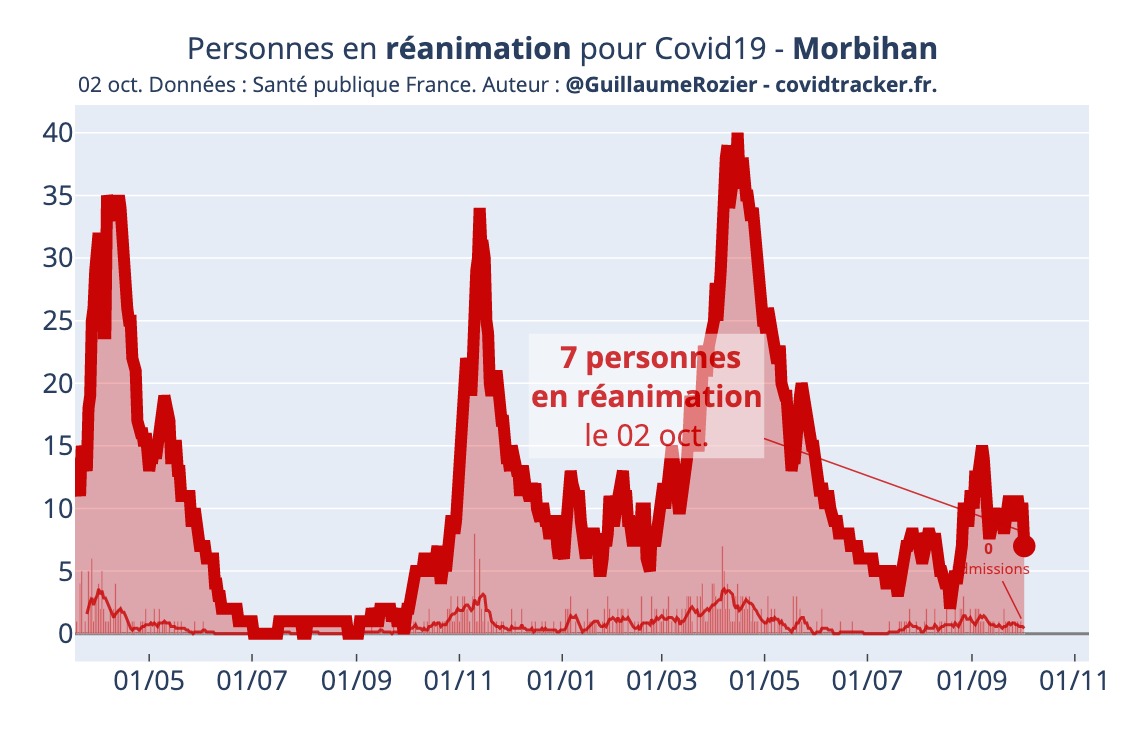 Personnes en réanimation pour Covid19 - Morbihan
02 oct. Données : Santé publique France. Auteur : @GuillaumeRozier - covidtracker.fr.
40
35
30
25
20
15
10
5
0
7 personnes
en réanimation
le 02 oct.
0
admissions
01/05 01/07 01/09 01/11 01/01 01/03 01/05 01/07 01/09 01/11